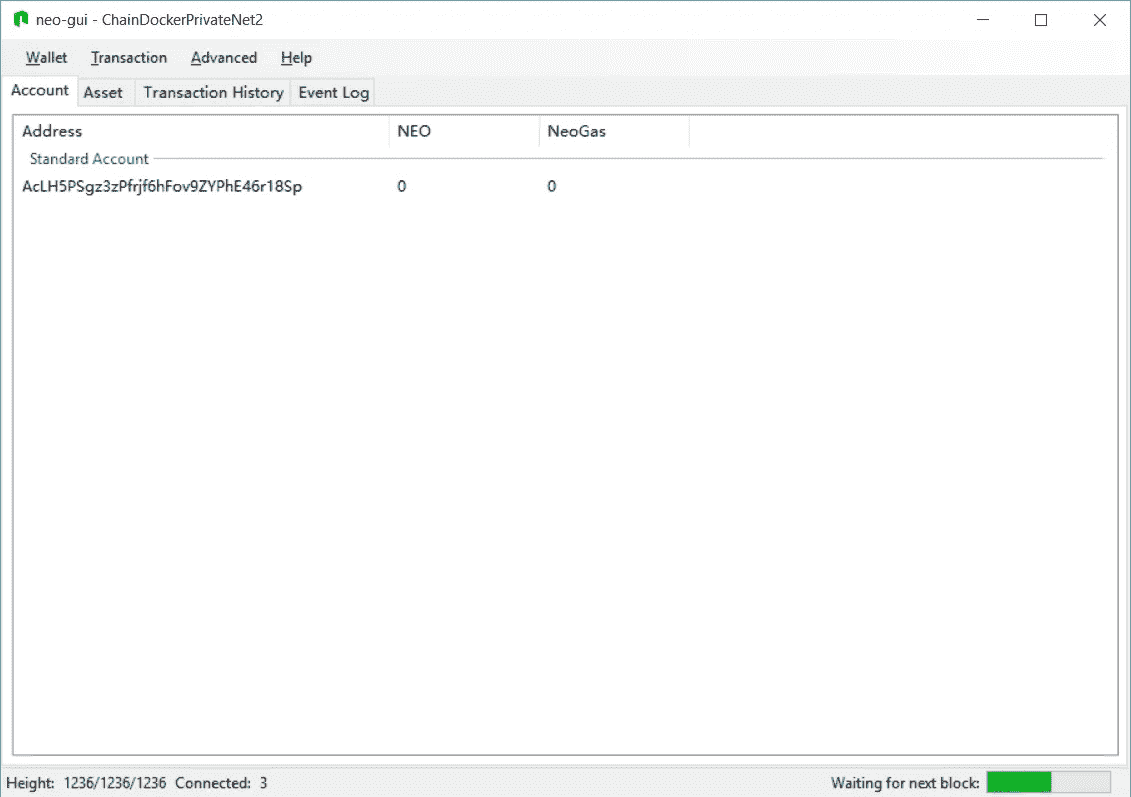 neo-gui - ChainDockerPrivateNet2
Wallet Transaction Advanced Help
Account Asset Transaction History Event Log
Address NEO NeoGas
Standard Account
AcLH5PSgz3zPfrjf6hFov9ZYPhE46r18Sp 0 0
Height: 1236/1236/1236 Connected: 3 Waiting for next block: